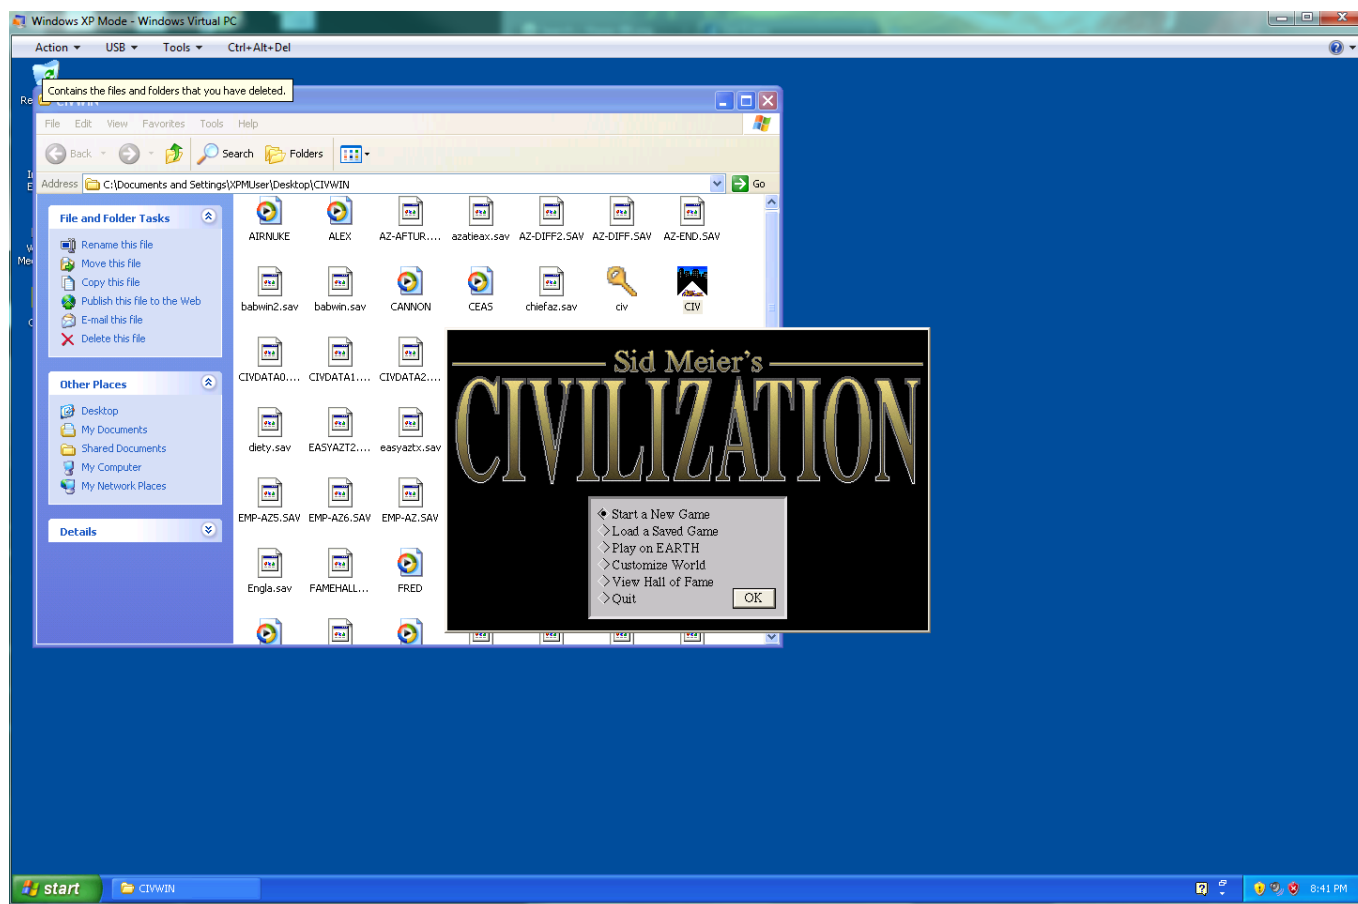 Windows XP Mode - Windows Virtual PC
Action USB Tools Ctrl+Alt+Del
Contains the files and folders that you have deleted.
Re
CIVWIN
File Edit View Favorites Tools Help
Back Search Folders
Address C:\Documents and Settings\XPMUser\Desktop\CIVWIN Go
File and Folder Tasks
Rename this file
Move this file
Copy this file
Publish this file to the Web
E-mail this file
Delete this file
Other Places
Desktop
My Documents
Shared Documents
My Computer
My Network Places
Details
AIRNUKE ALEX AZ-AFTUR.... azatieax.sav AZ-DIFF2.SAV AZ-DIFF.SAV AZ-END.SAV
babwin2.sav babwin.sav CANNON CEAS chiefaz.sav civ CIV
CIVDATA0.... CIVDATA1.... CIVDATA2....
diety.sav EASYAZT2.... easyaztx.sav
EMP-AZ5.SAV EMP-AZ6.SAV EMP-AZ.SAV
Engla.sav FAMEHALL... FRED
Sid Meier's
CIVILIZATION
Start a New Game
Load a Saved Game
Play on EARTH
Customize World
View Hall of Fame
Quit
OK
start CIVWIN 8:41 PM